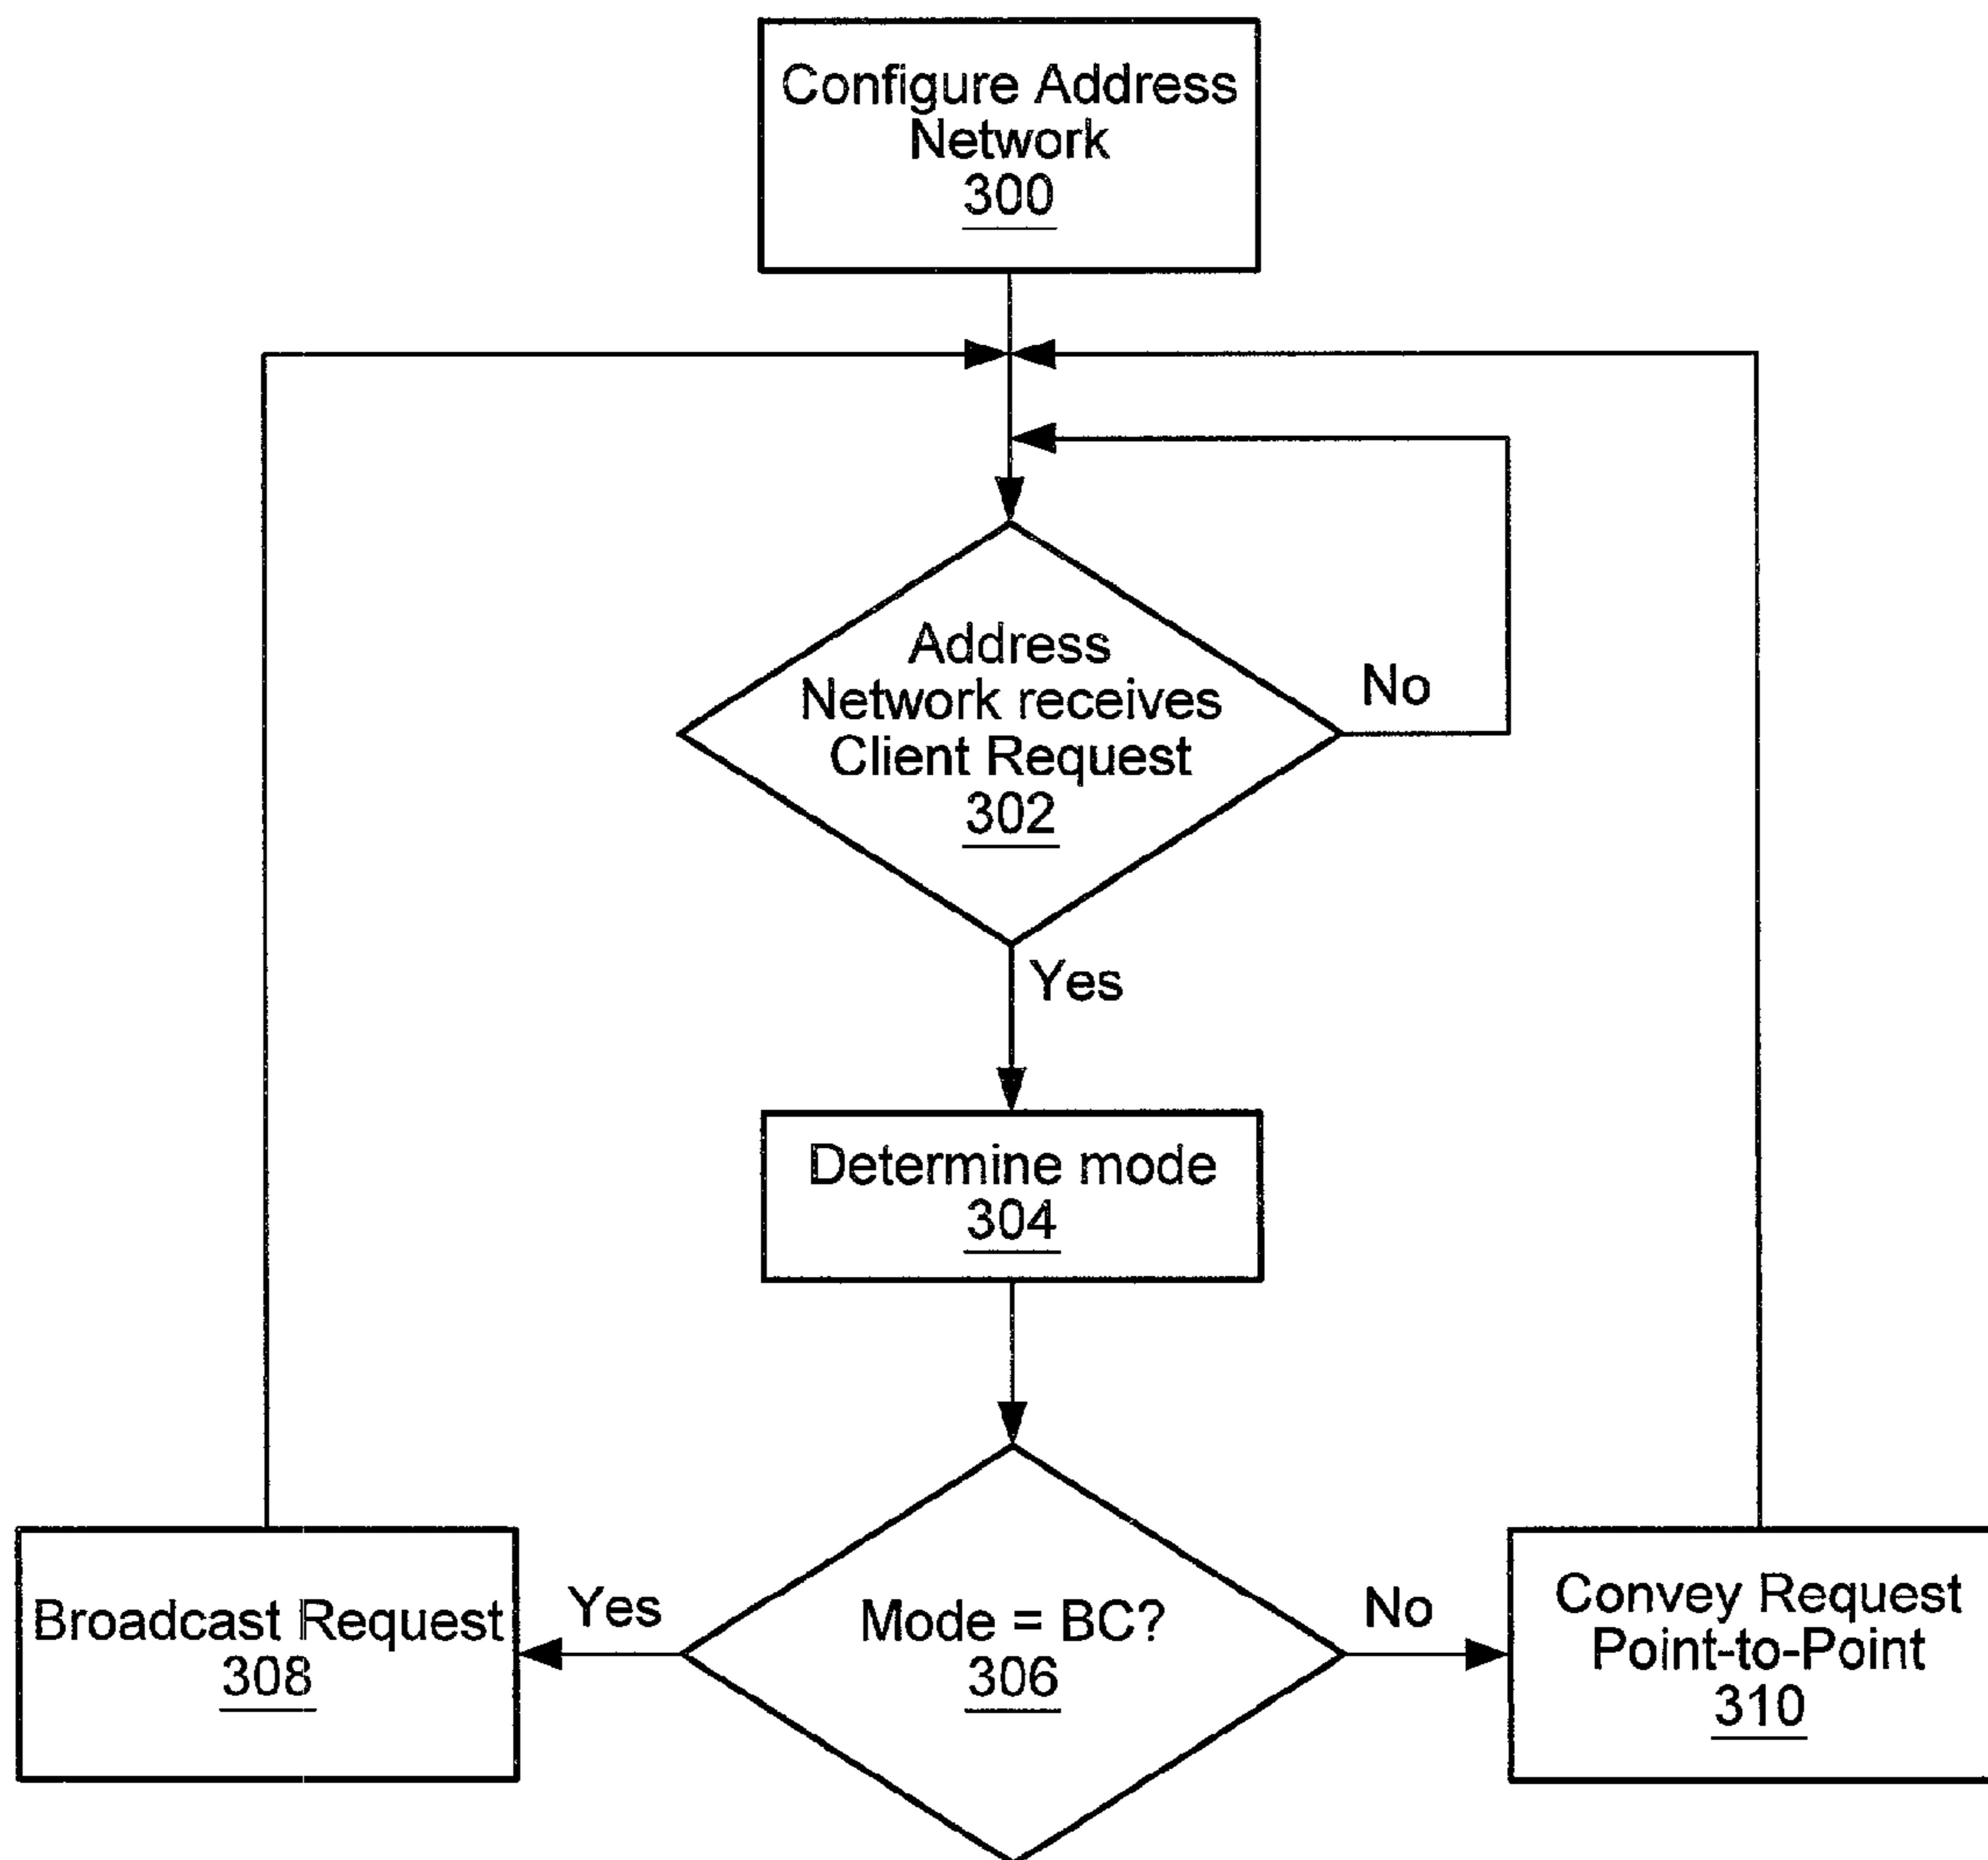 Configure Address
Network
300
Address
Network receives
Client Request
302
No
Yes
Determine mode
304
Broadcast Request
308
Yes
Mode = BC?
306
No
Convey Request
Point-to-Point
310